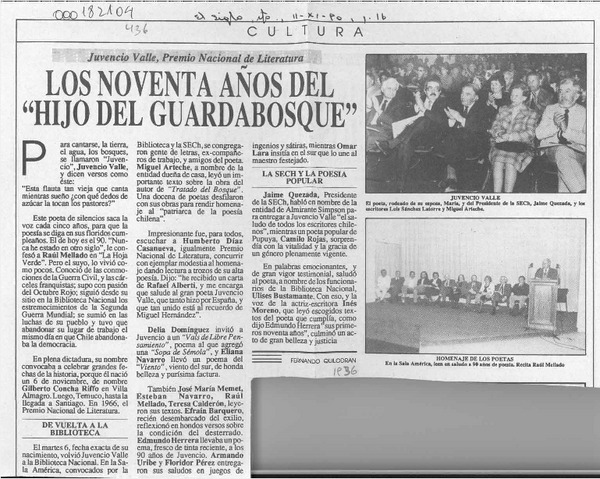 000182104
436
el siglo, sto., 11-XI-90, p. 16
CULTURA
Juvencio Valle, Premio Nacional de Literatura
LOS NOVENTA AÑOS DEL
“HIJO DEL GUARDABOSQUE”
Para cantarse, la tierra,
el agua, los bosques,
se llamaron "Juven-
cio", Juvencio Valle,
y dicen versos como
éste:
"Esta flauta tan vieja que canta
mientras sueño ¿con qué dedos de
azúcar la tocan los pastores?"
Este poeta de silencios saca la
voz cada cinco años, para que la
poesía se diga en sus floridos cum-
pleaños. El de hoy es el 90. "Nun-
ca he estado en otro siglo", le con-
fesó a Raúl Mellado en "La Hoja
Verde". Pero el suyo, lo vivió co-
mo pocos. Conoció de las conmo-
ciones de la Guerra Civil, y las cár-
celes franquistas; supo con pasión
del Octubre Rojo; siguió desde su
sitio en la Biblioteca Nacional los
estremecimientos de la Segunda
Guerra Mundial; se sumió en las
luchas de su pueblo y tuvo que
abandonar su lugar de trabajo el
mismo día en que Chile abandona-
ba la democracia.
En plena dictadura, su nombre
convocaba a celebrar grandes fe-
chas de la historia, porque él nació
un 6 de noviembre, de nombre
Gilberto Concha Riffo en Villa
Almagro. Luego, Temuco, hasta la
llegada a Santiago. En 1966, el
Premio Nacional de Literatura.
DE VUELTA A LA
BIBLIOTECA
El martes 6, fecha exacta de su
nacimiento, volvió Juvencio Valle
a la Biblioteca Nacional. En la Sa-
la América, convocados por la
Biblioteca y la SECh, se congrega-
ron gente de letras, ex-compañe-
ros de trabajo, y amigos del poeta.
Miguel Arteche, a nombre de la
entidad dueña de casa, leyó un im-
portante texto sobre la obra del
autor de "Tratado del Bosque".
Una docena de poetas desfilaron
con sus obras para rendir home-
naje al "patriarca de la poesía
chilena".
Impresionante fue, para todos,
escuchar a Humberto Díaz
Casanueva, igualmente Premio
Nacional de Literatura, concurrir
con ejemplar modestia al homena-
je dando lectura a trozos de su alta
poesía. Dijo: "he recibido un carta
de Rafael Alberti, y me encarga
que salude al gran poeta Juvencio
Valle, que tanto hizo por España, y
que tan unido está al recuerdo de
Miguel Hernández".
Delia Domínguez invitó a
Juvencio a un "Vals de Libre Pen-
samiento", poema al que agregó
una "Sopa de Sémola", y Eliana
Navarro llevó un poema del
"Viento", viento del sur, de honda
belleza y purísima factura.
También José María Memet,
Esteban Navarro, Raúl
Mellado, Teresa Calderón, leye-
ron sus textos. Efraín Barquero,
recién desembarcado del exilio,
reflexionó en hondos versos sobre
la condición del desterrado.
Edmundo Herrera llevaba un po-
ema, fresco de tinta reciente, a los
90 años de Juvencio. Armando
Uribe y Floridor Pérez entrega-
ron sus saludos en juegos de
ingenios y sátiras, mientras Omar
Lara insitía en el sur que lo une al
maestro festejado.
LA SECH Y LA POESIA
POPULAR
Jaime Quezada, Presidente
de la SECh, habló en nombre de la
entidad de Almirante Simpson pa-
ra entregar a Juvencio Valle "el sa-
ludo de todos los escritores chile-
nos", mientras un poeta popular de
Pupuya, Camilo Rojas, sorpren-
día con la vitalidad y la gracia de
un género plenamente vigente.
En palabras emocionantes, y
de gran vigor testimonial, saludó
al poeta, a nombre de los funciona-
rios de la Biblioteca Nacional,
Ulises Bustamante. Con eso, y la
voz de la actriz-escritora Inés
Moreno, que leyó escogidos textos
del poeta que cumplía, como
dijo Edmundo Herrera "sus prime-
ros noventa años", culminó un acto
de gran belleza y justicia
FERNANDO QUILODRAN
1936
JUVENCIO VALLE
El poeta, rodeado de su esposa, María, y del Presidente de la SECh, Jaime Quezada, y los
escritores Luis Sánchez Latorre y Miguel Arteche.
HOMENAJE DE LOS POETAS
En la Sala América, leen su saludo a 90 años de poesía. Recita Raúl Mellado